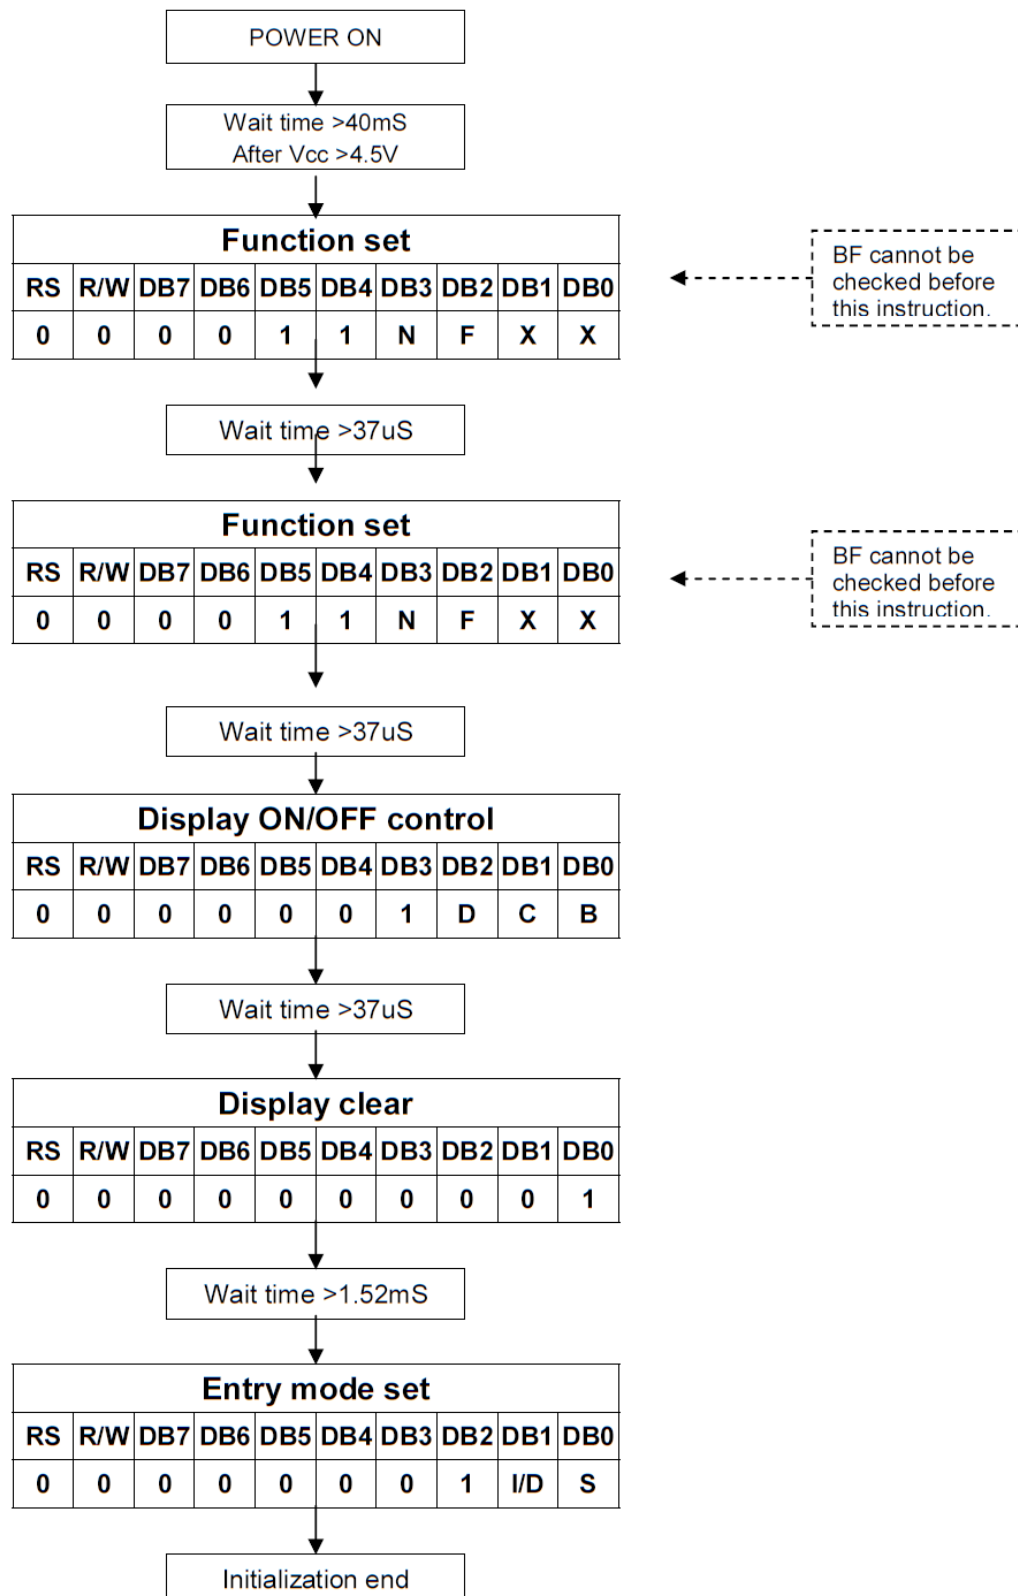 POWER ON
Wait time >40mS
After Vcc >4.5V
Function set
RS R/W DB7 DB6 DB5 DB4 DB3 DB2 DB1 DB0
0 0 0 0 1 1 N F X X
BF cannot be
checked before
this instruction.
Wait time >37uS
Function set
RS R/W DB7 DB6 DB5 DB4 DB3 DB2 DB1 DB0
0 0 0 0 1 1 N F X X
BF cannot be
checked before
this instruction.
Wait time >37uS
Display ON/OFF control
RS R/W DB7 DB6 DB5 DB4 DB3 DB2 DB1 DB0
0 0 0 0 0 0 1 D C B
Wait time >37uS
Display clear
RS R/W DB7 DB6 DB5 DB4 DB3 DB2 DB1 DB0
0 0 0 0 0 0 0 0 0 1
Wait time >1.52mS
Entry mode set
RS R/W DB7 DB6 DB5 DB4 DB3 DB2 DB1 DB0
0 0 0 0 0 0 0 1 I/D S
Initialization end